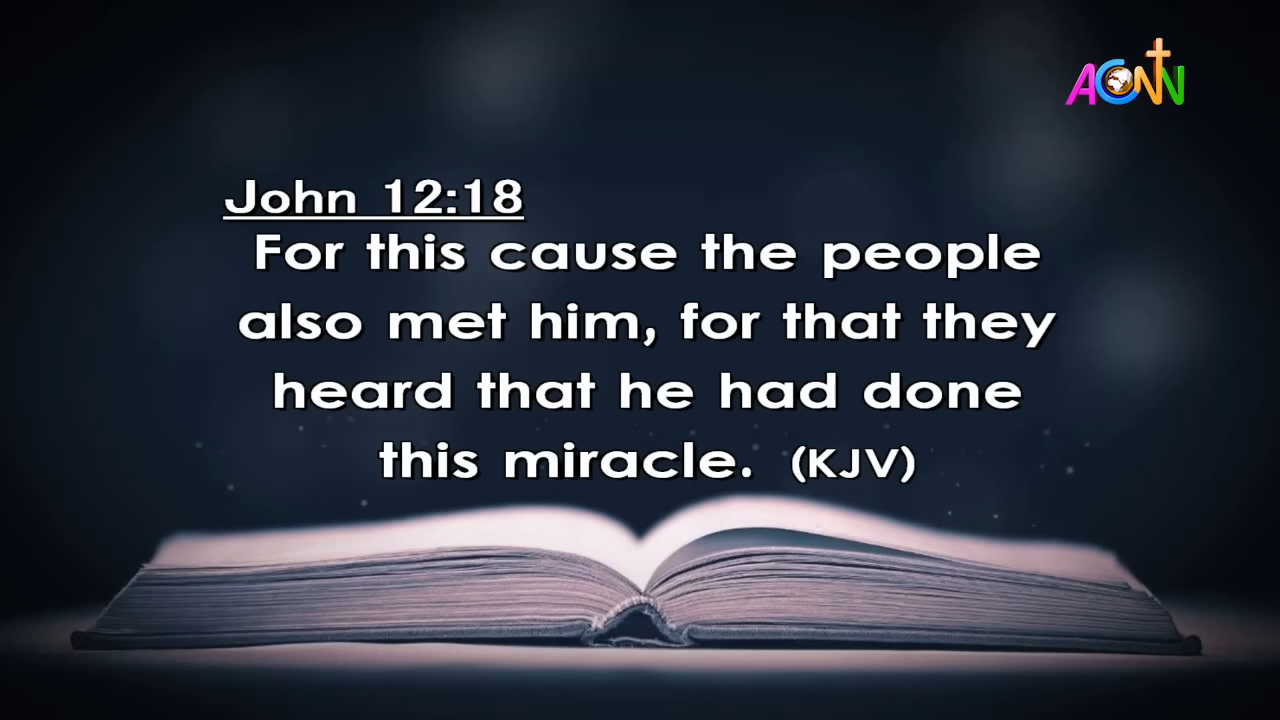 ACNN
John 12:18
For this cause the people
also met him, for that they
heard that he had done
this miracle. (KJV)